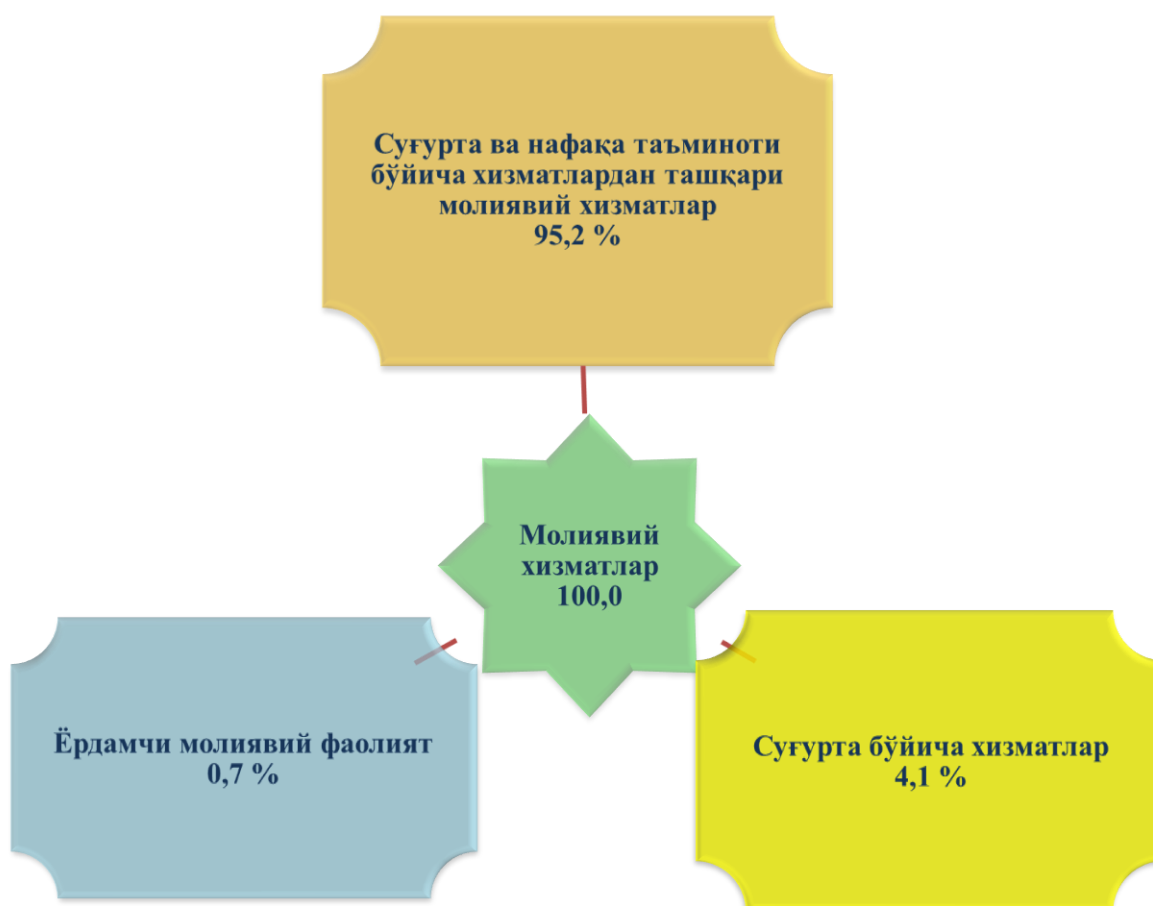 Суғурта ва нафақа таъминоти
бўйича хизматлардан ташқари
молиявий хизматлар
95,2 %
Молиявий
хизматлар
100,0
Ёрдамчи молиявий фаолият
0,7 %
Суғурта бўйича хизматлар
4,1 %